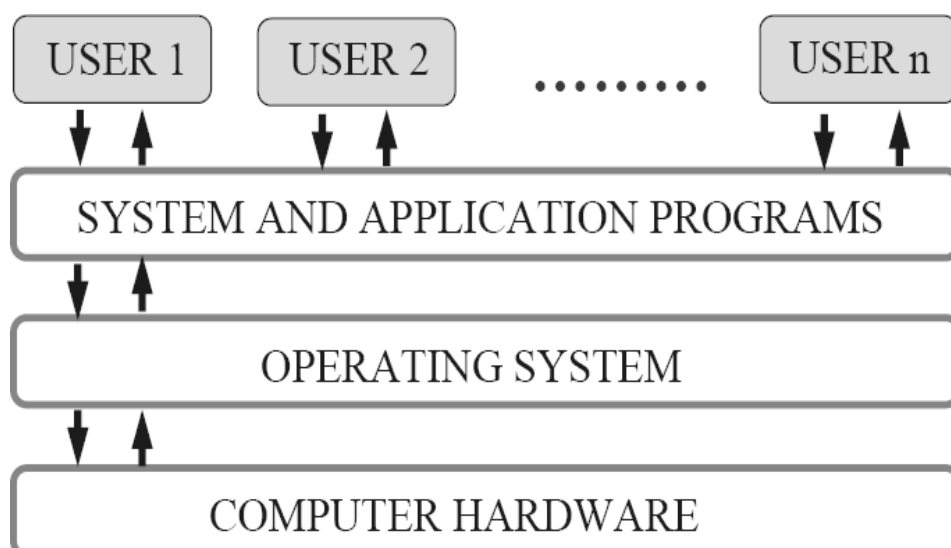 USER 1
USER 2
.........
USER n
SYSTEM AND APPLICATION PROGRAMS
OPERATING SYSTEM
COMPUTER HARDWARE